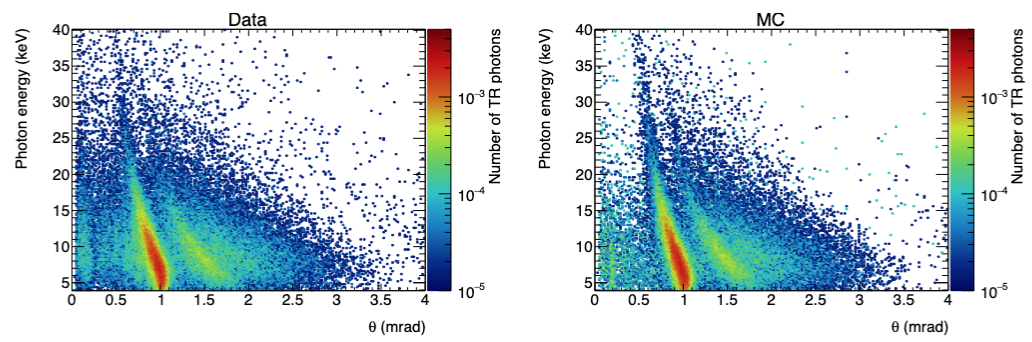 Data
Photon energy (keV)
40
35
30
25
20
15
10
5
0 0.5 1 1.5 2 2.5 3 3.5 4
θ (mrad)
Number of TR photons
10⁻³
10⁻⁴
10⁻⁵
MC
Photon energy (keV)
40
35
30
25
20
15
10
5
0 0.5 1 1.5 2 2.5 3 3.5 4
θ (mrad)
Number of TR photons
10⁻³
10⁻⁴
10⁻⁵